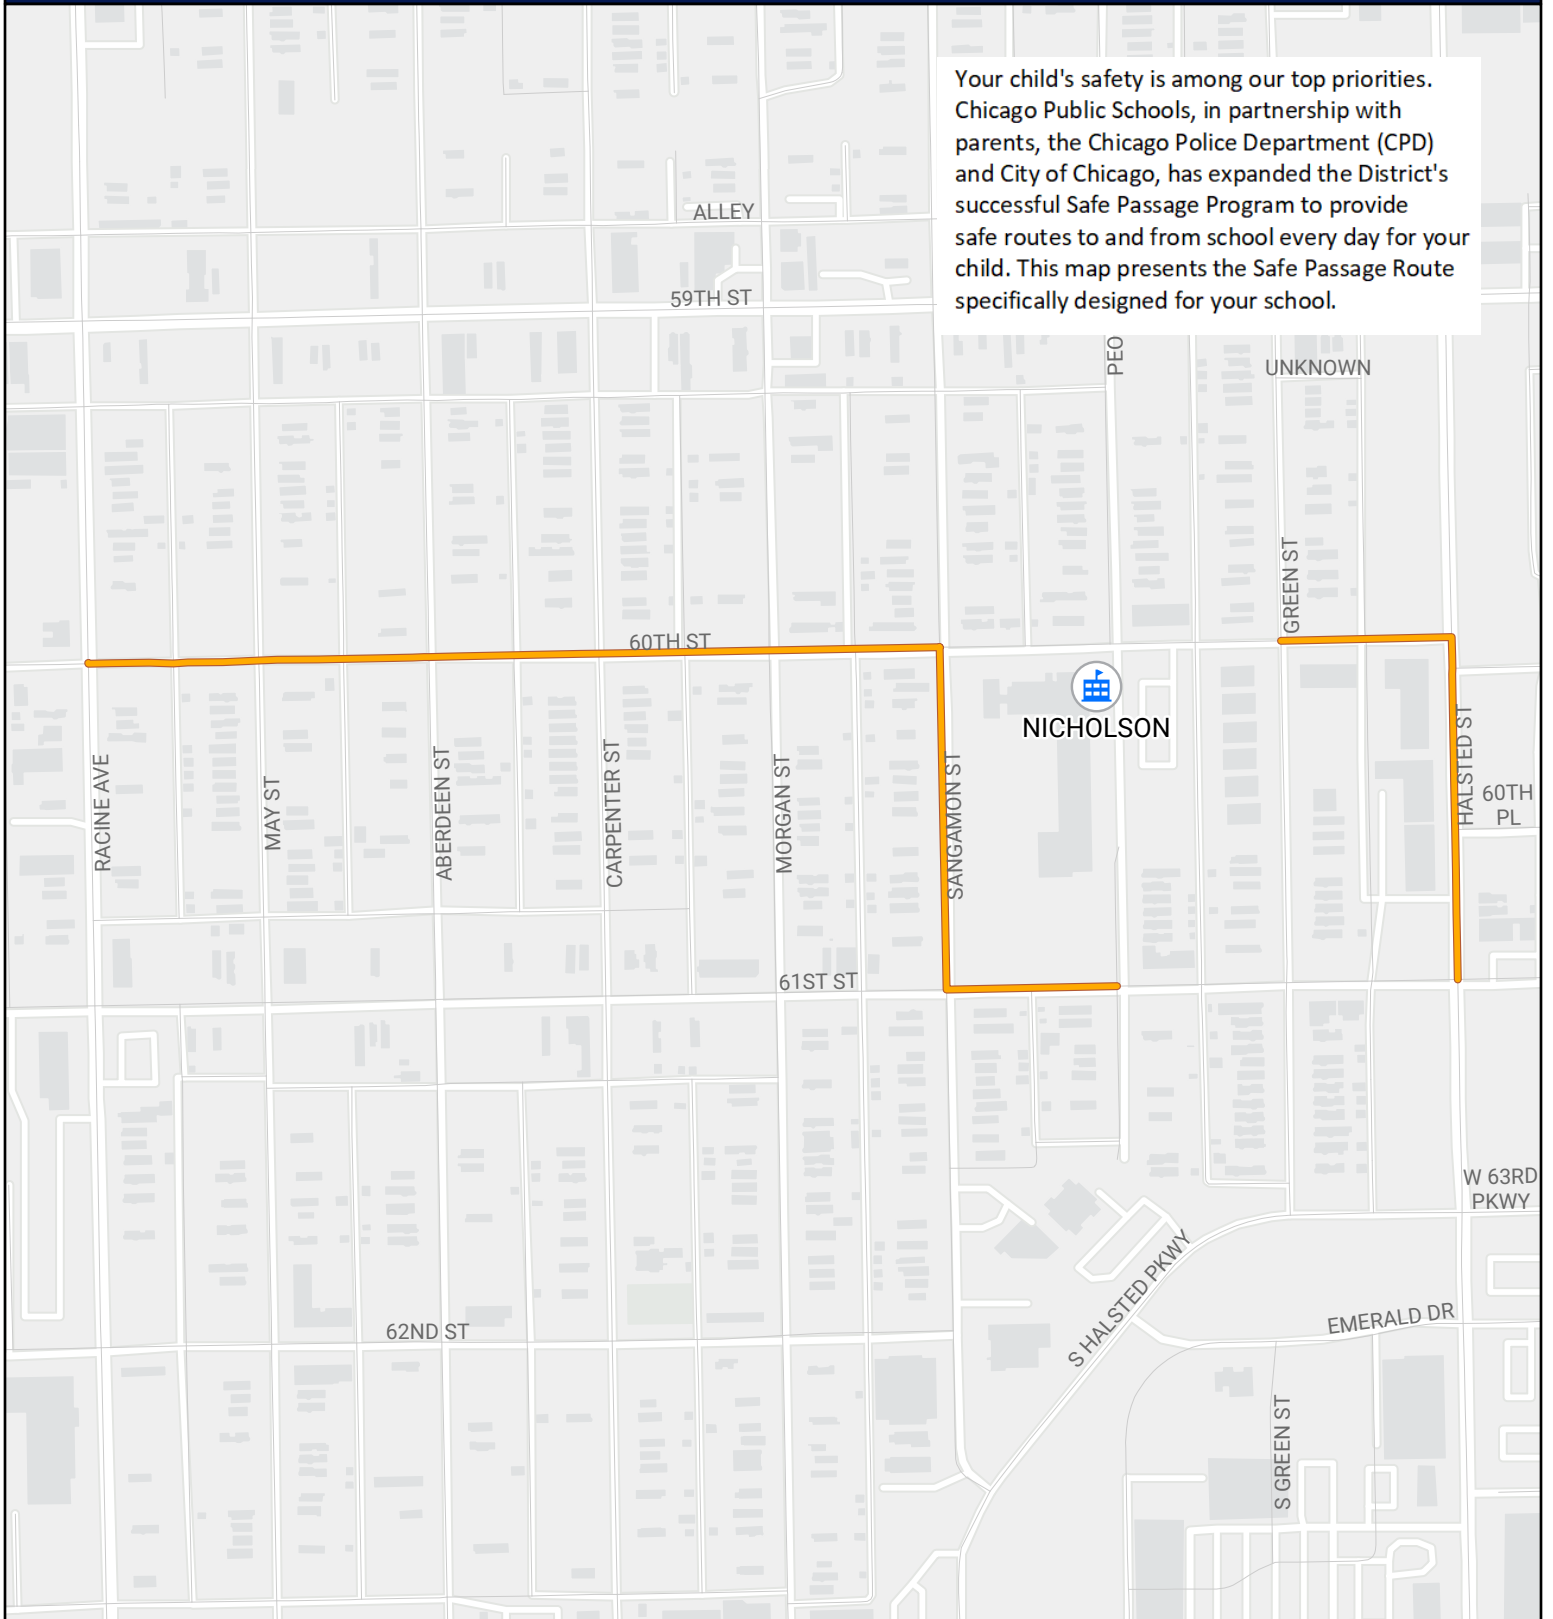 Your child's safety is among our top priorities.
Chicago Public Schools, in partnership with
parents, the Chicago Police Department (CPD)
and City of Chicago, has expanded the District's
successful Safe Passage Program to provide
safe routes to and from school every day for your
child. This map presents the Safe Passage Route
specifically designed for your school.
ALLEY
59TH ST
PEO
UNKNOWN
GREEN ST
60TH ST
NICHOLSON
RACINE AVE
MAY ST
ABERDEEN ST
CARPENTER ST
MORGAN ST
SANGAMON ST
HALSTED ST
60TH
PL
61ST ST
W 63RD
PKWY
S HALSTED PKWY
EMERALD DR
62ND ST
S GREEN ST